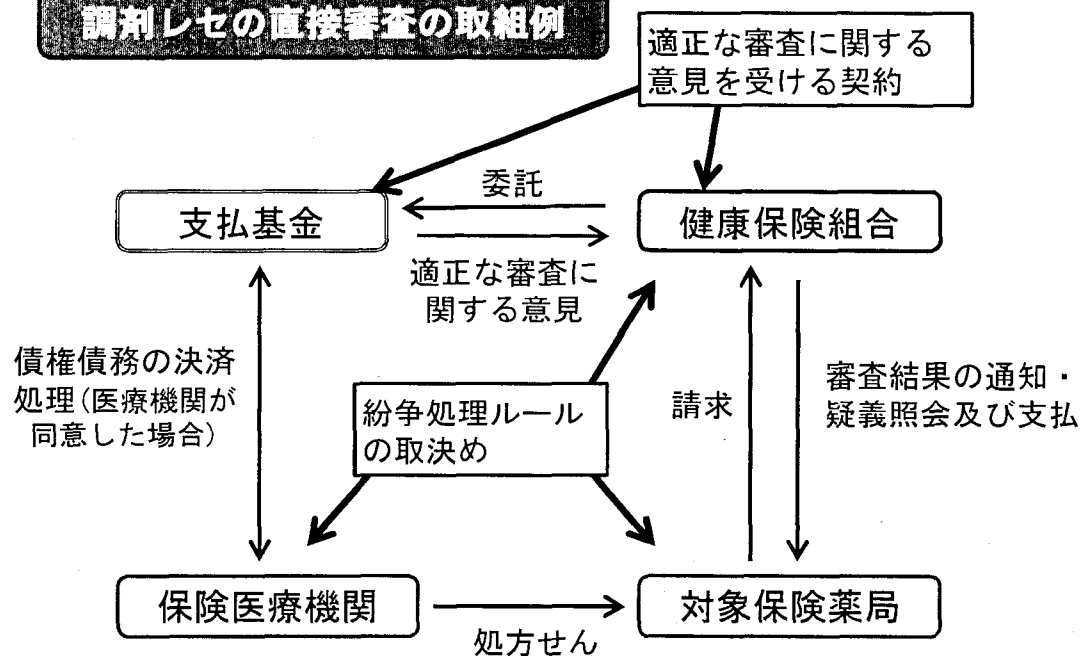 調剤レセの直接審査の取組例
適正な審査に関する
意見を受ける契約
委託
支払基金
健康保険組合
適正な審査に
関する意見
債権債務の決済
処理(医療機関が
同意した場合)
紛争処理ルール
の取決め
請求
審査結果の通知・
疑義照会及び支払
保険医療機関
対象保険薬局
処方せん